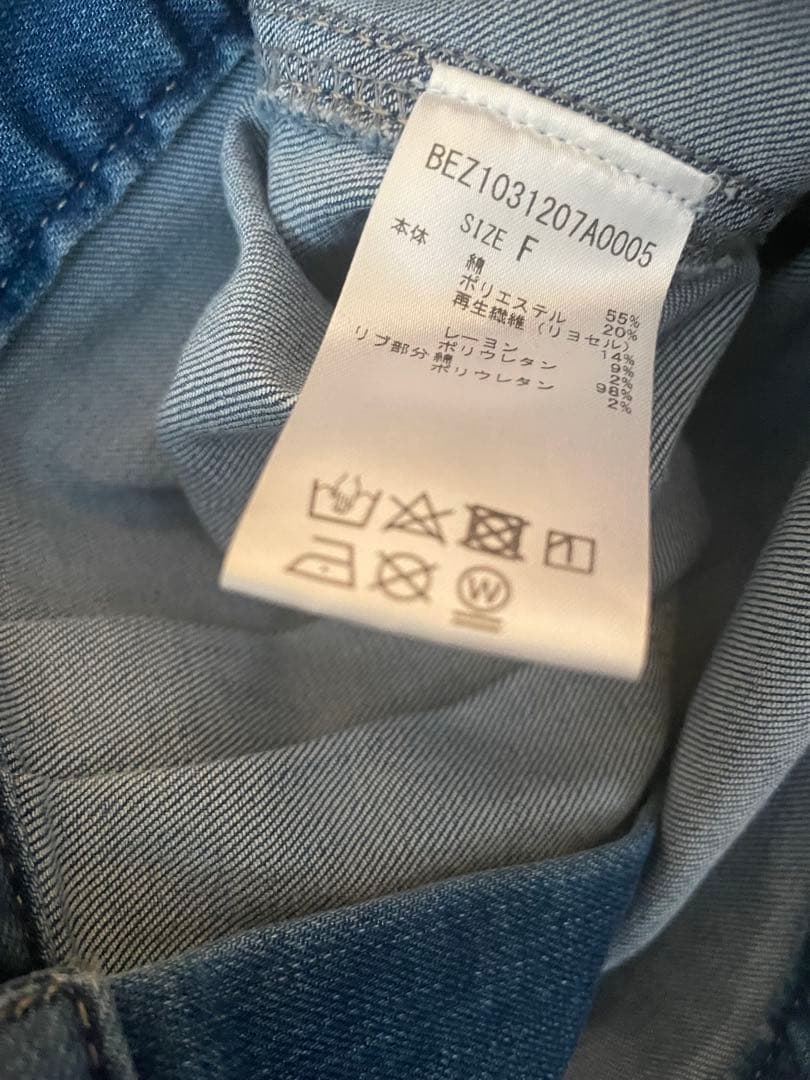 BEZ1031207A0005
SIZE F
本体 綿 55%
ポリエステル 20%
再生繊維(リヨセル) 14%
レーヨン 9%
ポリウレタン 2%
リブ部分 綿 98%
ポリウレタン 2%
W